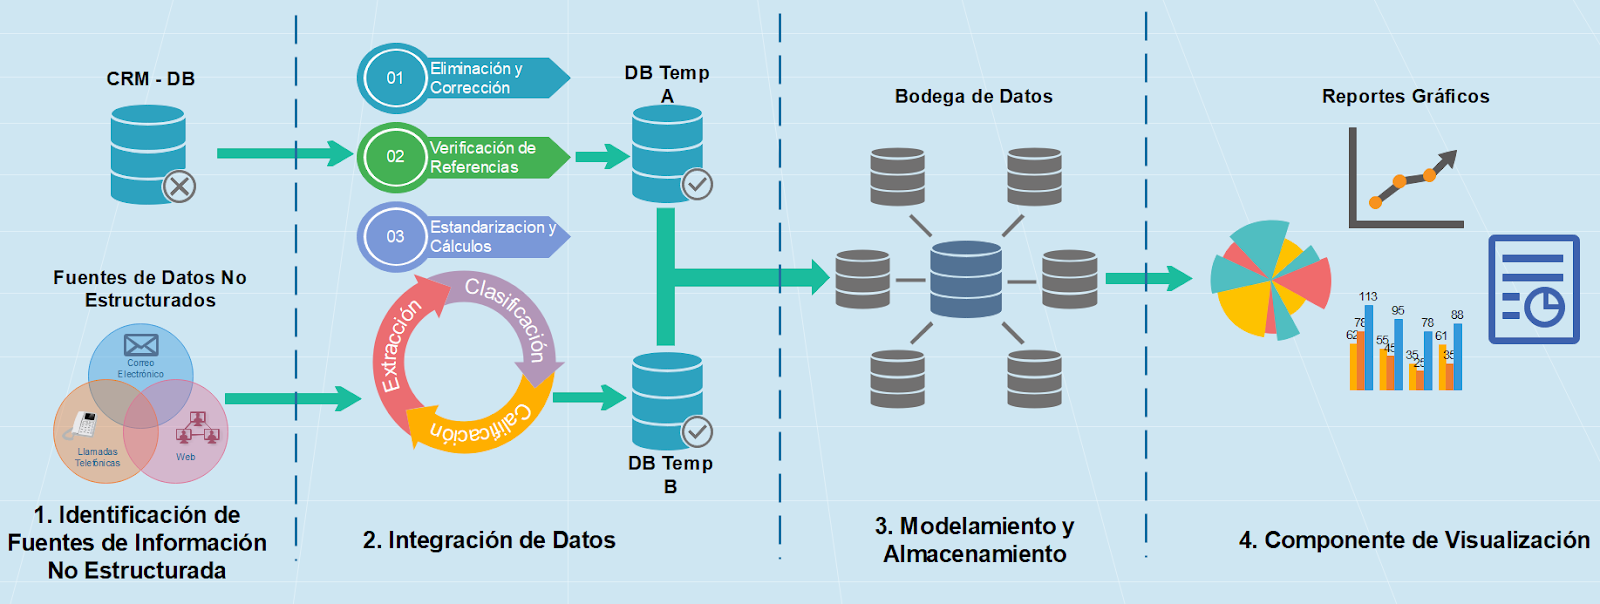 CRM - DB
Fuentes de Datos No
Estructurados
Correo
Electrónico
Llamadas
Telefónicas
Web
1. Identificación de
Fuentes de Información
No Estructurada
01
Eliminación y
Corrección
02
Verificación de
Referencias
03
Estandarizacion y
Cálculos
Extracción
Clasificación
Calificación
DB Temp
A
DB Temp
B
2. Integración de Datos
Bodega de Datos
3. Modelamiento y
Almacenamiento
Reportes Gráficos
62
78
113
55
45
95
35
25
78
61
35
88
4. Componente de Visualización